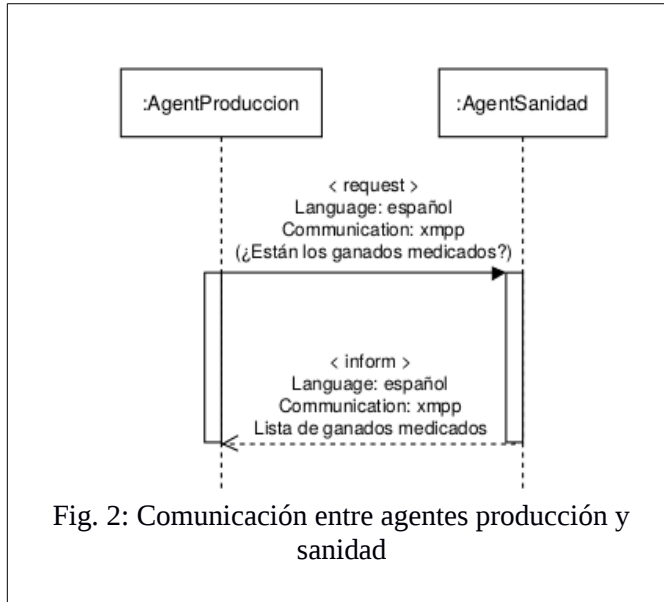 :AgentProduccion
:AgentSanidad
< request >
Language: español
Communication: xmpp
(¿Están los ganados medicados?)
< inform >
Language: español
Communication: xmpp
Lista de ganados medicados
Fig. 2: Comunicación entre agentes producción y
sanidad